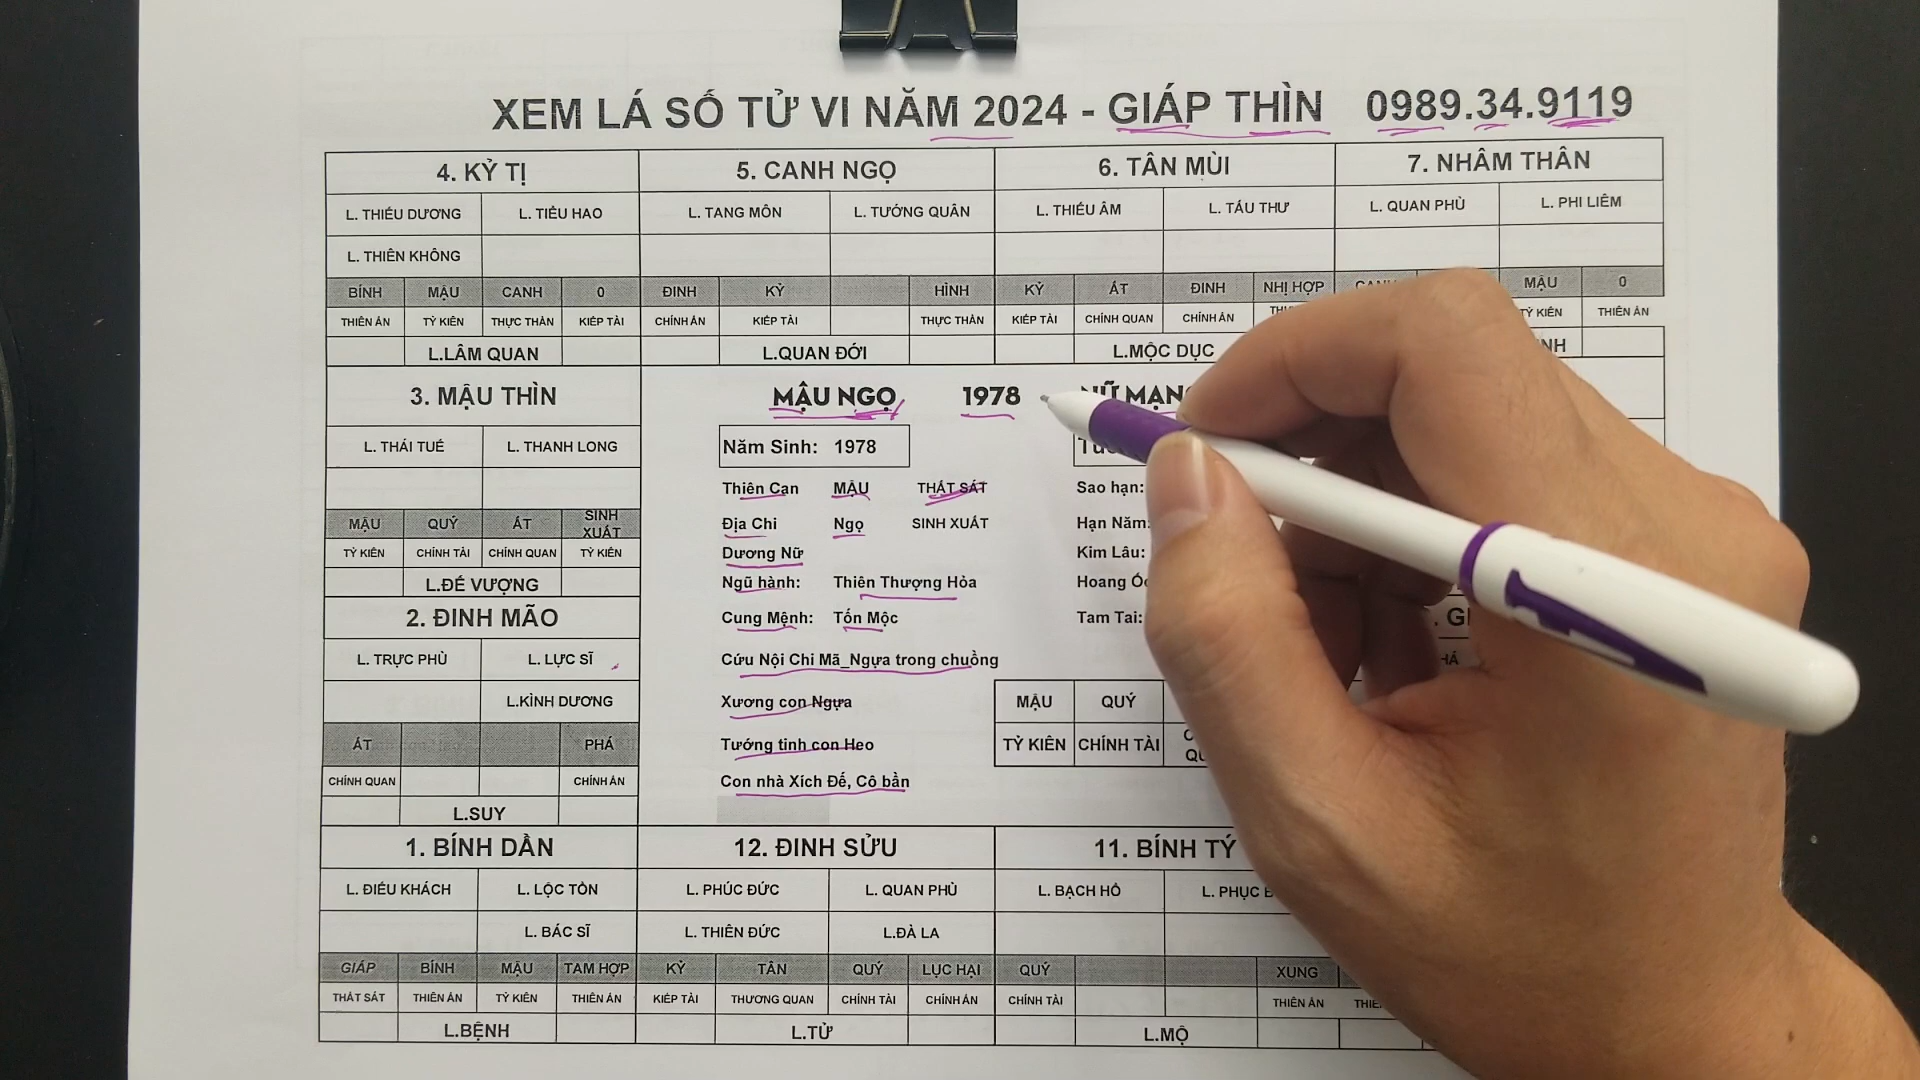 XEM LÁ SỐ TỬ VI NĂM 2024 - GIÁP THÌN 0989.34.9119
4. KỶ TỊ 5. CANH NGỌ 6. TÂN MÙI 7. NHÂM THÂN
L. THIẾU DƯƠNG L. TIỂU HAO L. TANG MÔN L. TƯỚNG QUÂN L. THIẾU ÂM L. TẤU THƯ L. QUAN PHÙ L. PHI LIÊM
L. THIÊN KHÔNG
BÍNH MẬU CANH 0 ĐINH KỶ HÌNH KỶ ẤT ĐINH NHỊ HỢP MẬU 0
THIÊN ẤN TỶ KIÊN THỰC THẦN KIẾP TÀI CHÍNH ẤN KIẾP TÀI THỰC THẦN KIẾP TÀI CHÍNH QUAN CHÍNH ẤN TỶ KIÊN THIÊN ẤN
L.LÂM QUAN L.QUAN ĐỚI L.MỘC DỤC
3. MẬU THÌN
L. THÁI TUẾ L. THANH LONG
MẬU QUÝ ẤT SINH XUẤT
TỶ KIÊN CHÍNH TÀI CHÍNH QUAN TỶ KIÊN
L.ĐẾ VƯỢNG
2. ĐINH MÃO
L. TRỰC PHÙ L. LỰC SĨ
L.KÌNH DƯƠNG
ẤT PHÁ
CHÍNH QUAN CHÍNH ẤN
L.SUY
MẬU NGỌ 1978 NỮ MẠNG
Năm Sinh: 1978
Thiên Can MẬU THẤT SÁT Sao hạn:
Địa Chi Ngọ SINH XUẤT Hạn Năm:
Dương Nữ Kim Lâu:
Ngũ hành: Thiên Thượng Hỏa Hoang Ốc
Cung Mệnh: Tốn Mộc Tam Tai:
Cứu Nội Chi Mã_Ngựa trong chuồng
Xương con Ngựa MẬU QUÝ
Tướng tinh con Heo TỶ KIÊN CHÍNH TÀI
Con nhà Xích Đế, Cô bần
1. BÍNH DẦN 12. ĐINH SỬU 11. BÍNH TÝ
L. ĐIẾU KHÁCH L. LỘC TỒN L. PHÚC ĐỨC L. QUAN PHỦ L. BẠCH HỔ L. PHỤC
L. BÁC SĨ L. THIÊN ĐỨC L.ĐÀ LA
GIÁP BÍNH MẬU TAM HỢP KỶ TÂN QUÝ LỤC HẠI QUÝ XUNG
THẤT SÁT THIÊN ẤN TỶ KIÊN THIÊN ẤN KIẾP TÀI THƯƠNG QUAN CHÍNH TÀI CHÍNH ẤN CHÍNH TÀI THIÊN ẤN
L.BỆNH L.TỬ L.MỘ